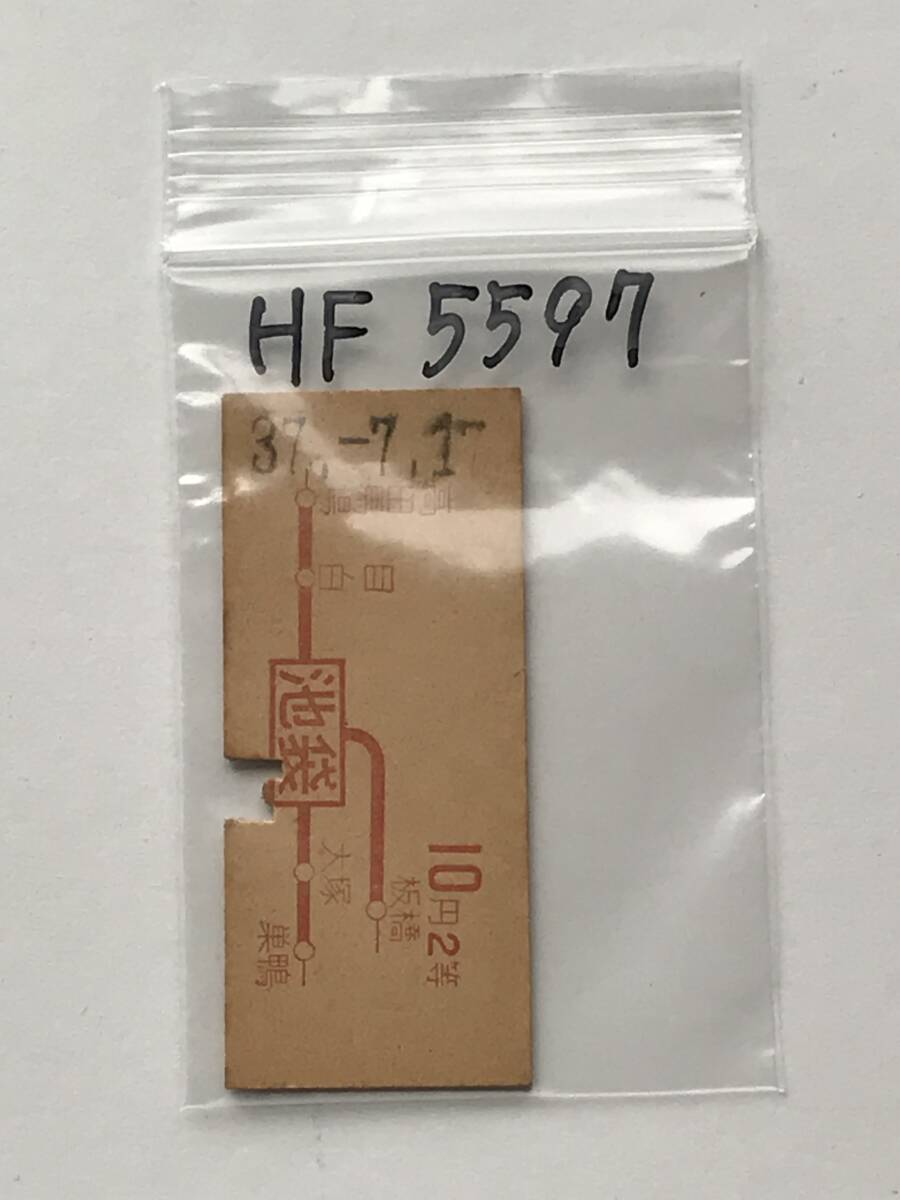 HF 5597
37.-7.1
高田馬場
目白
池袋
大塚
巣鴨
板橋
10円2等